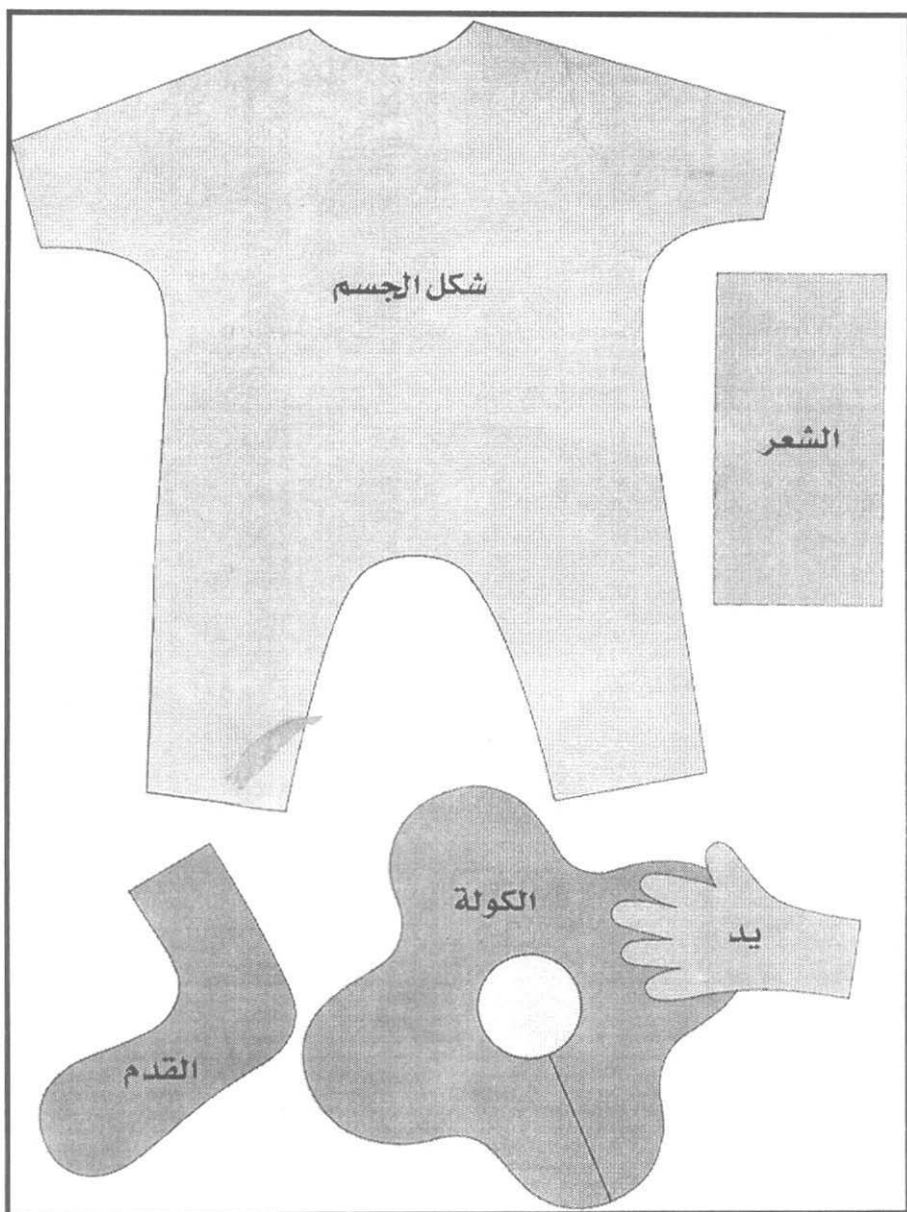 شكل الجسم
الشعر
الكولة
يد
القدم